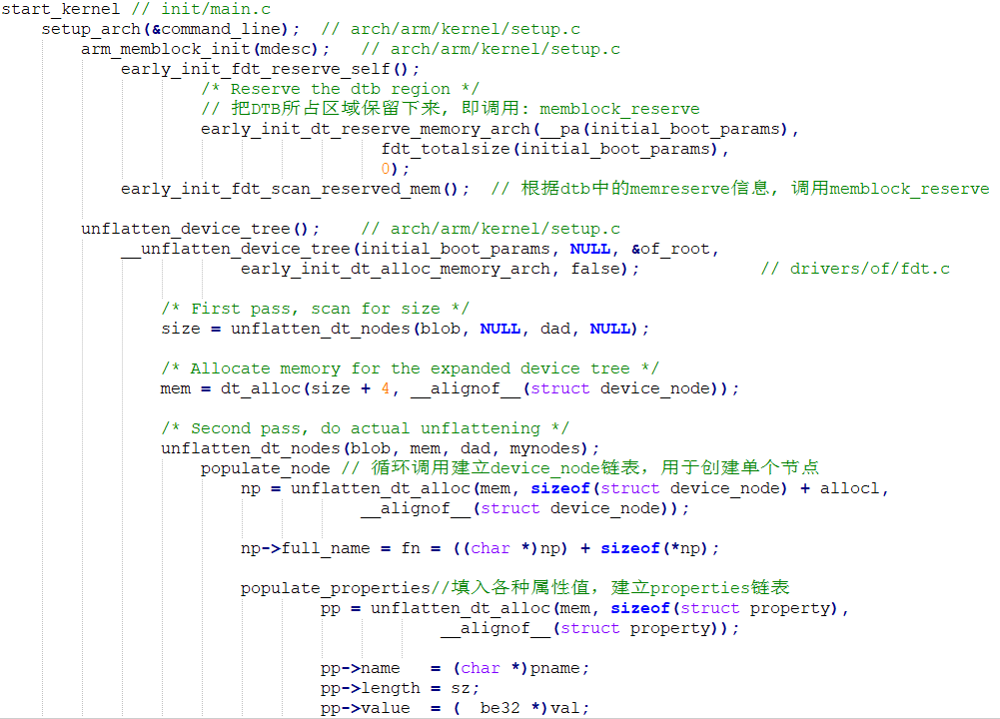 start_kernel // init/main.c
setup_arch(&command_line);  // arch/arm/kernel/setup.c
arm_memblock_init(mdesc);   // arch/arm/kernel/setup.c
early_init_fdt_reserve_self();
/* Reserve the dtb region */
// 把DTB所占区域保留下来, 即调用: memblock_reserve
early_init_dt_reserve_memory_arch(__pa(initial_boot_params),
fdt_totalsize(initial_boot_params),
0);
early_init_fdt_scan_reserved_mem();  // 根据dtb中的memreserve信息, 调用memblock_reserve
unflatten_device_tree();    // arch/arm/kernel/setup.c
__unflatten_device_tree(initial_boot_params, NULL, &of_root,
early_init_dt_alloc_memory_arch, false);            // drivers/of/fdt.c
/* First pass, scan for size */
size = unflatten_dt_nodes(blob, NULL, dad, NULL);
/* Allocate memory for the expanded device tree */
mem = dt_alloc(size + 4, __alignof__(struct device_node));
/* Second pass, do actual unflattening */
unflatten_dt_nodes(blob, mem, dad, mynodes);
populate_node // 循环调用建立device_node链表，用于创建单个节点
np = unflatten_dt_alloc(mem, sizeof(struct device_node) + allocl,
__alignof__(struct device_node));
np->full_name = fn = ((char *)np) + sizeof(*np);
populate_properties//填入各种属性值，建立properties链表
pp = unflatten_dt_alloc(mem, sizeof(struct property),
__alignof__(struct property));
pp->name   = (char *)pname;
pp->length = sz;
pp->value  = (__be32 *)val;